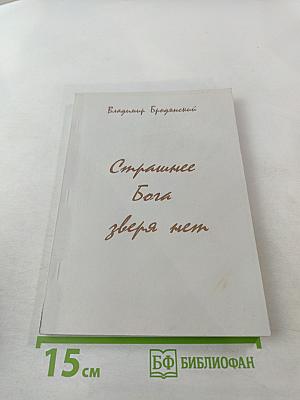 Владимир Бродянский
Страшнее
Бога
зверя нет
15 см
БФ БИБЛИОФАН